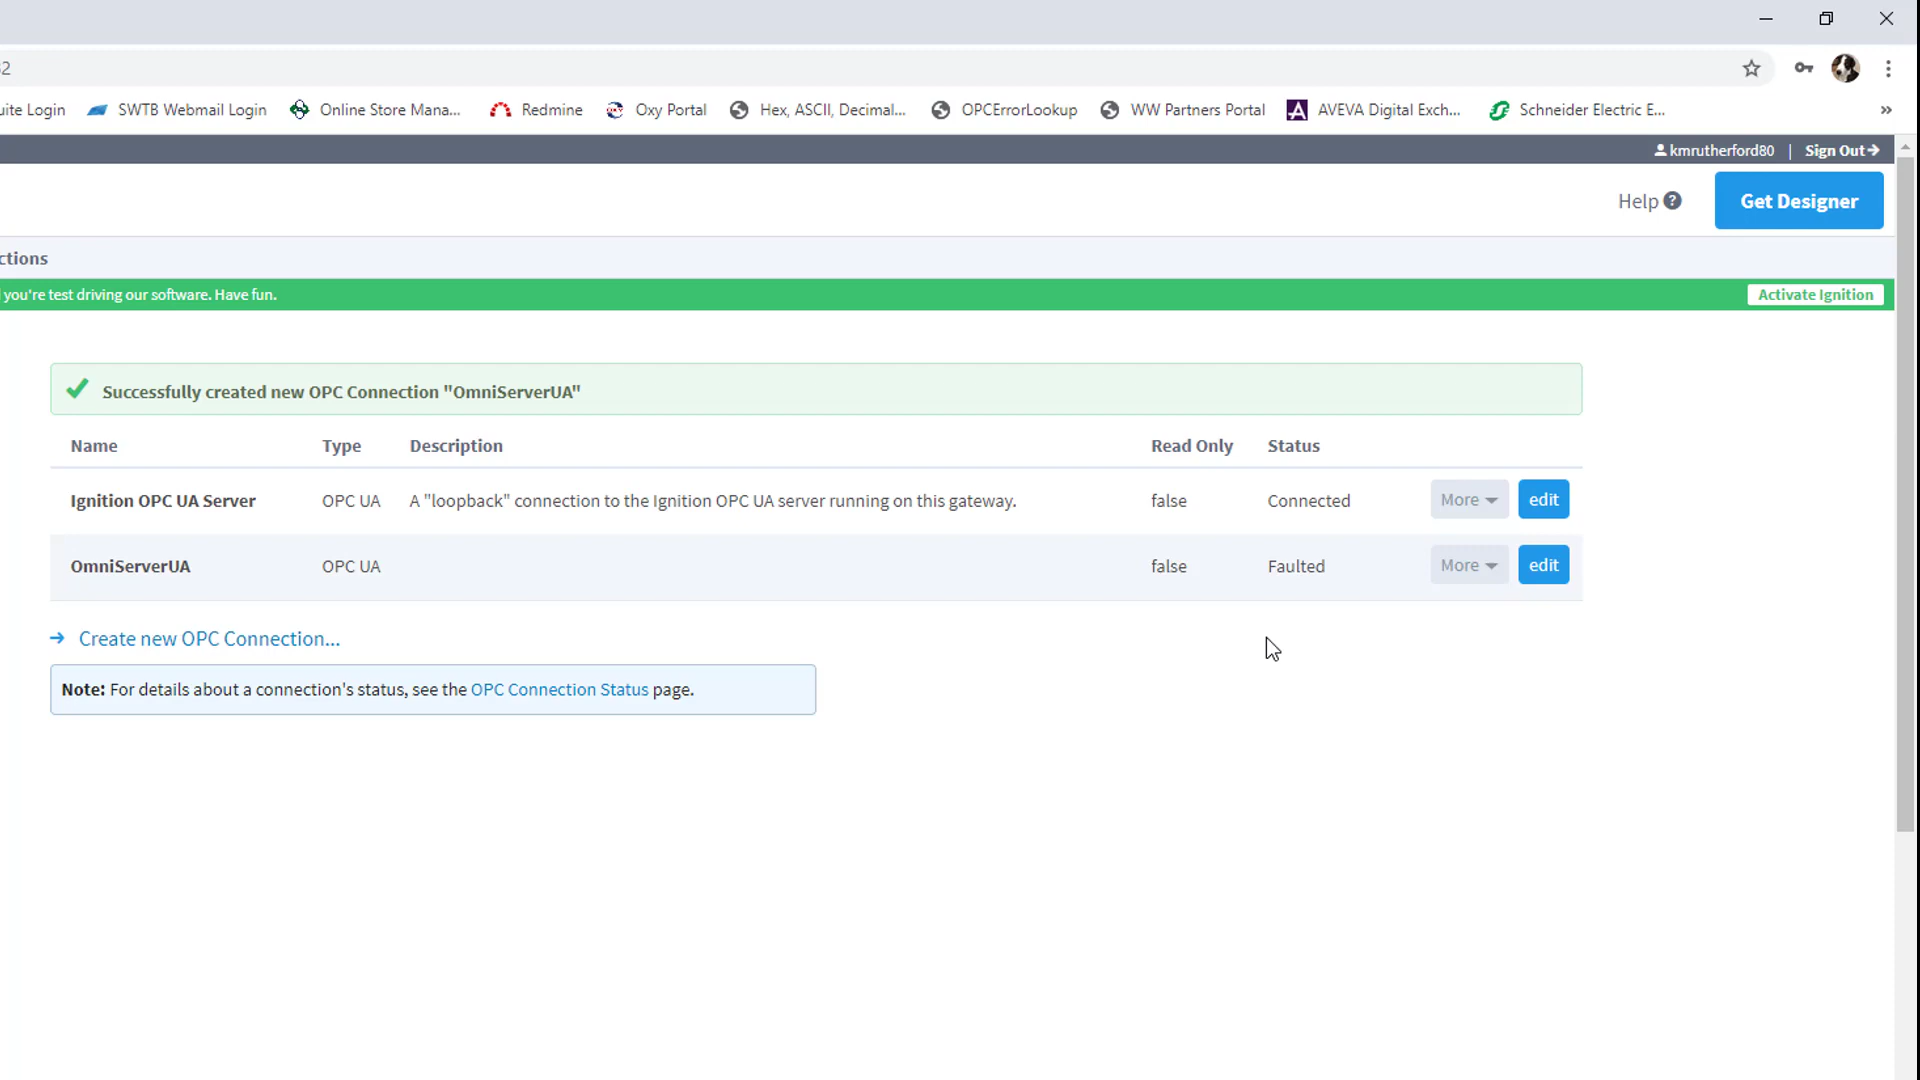 32
uite Login SWTB Webmail Login Online Store Mana... Redmine Oxy Portal Hex, ASCII, Decimal... OPCErrorLookup WW Partners Portal AVEVA Digital Exch... Schneider Electric E... »
kmrutherford80 | Sign Out
Help ? Get Designer
ctions
you're test driving our software. Have fun. Activate Ignition
Successfully created new OPC Connection "OmniServerUA"
Name Type Description Read Only Status
Ignition OPC UA Server OPC UA A "loopback" connection to the Ignition OPC UA server running on this gateway. false Connected More edit
OmniServerUA OPC UA false Faulted More edit
Create new OPC Connection...
Note: For details about a connection's status, see the OPC Connection Status page.